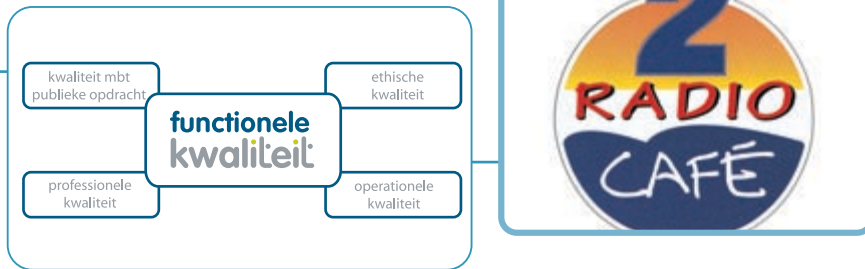 kwaliteit mbt
publieke opdracht
ethische
kwaliteit
functionele
kwaliteit
professionele
kwaliteit
operationele
kwaliteit
2
RADIO
CAFÉ